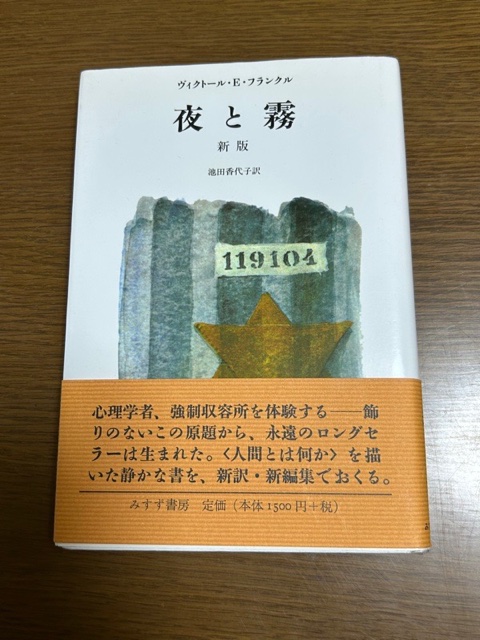 ヴィクトール・E・フランクル
夜と霧
新版
池田香代子訳
119104
心理学者、強制収容所を体験する——飾
りのないこの原題から、永遠のロングセ
ラーは生まれた。〈人間とは何か〉を描
いた静かな書を、新訳・新編集でおくる。
みすず書房 定価（本体1500円+税）